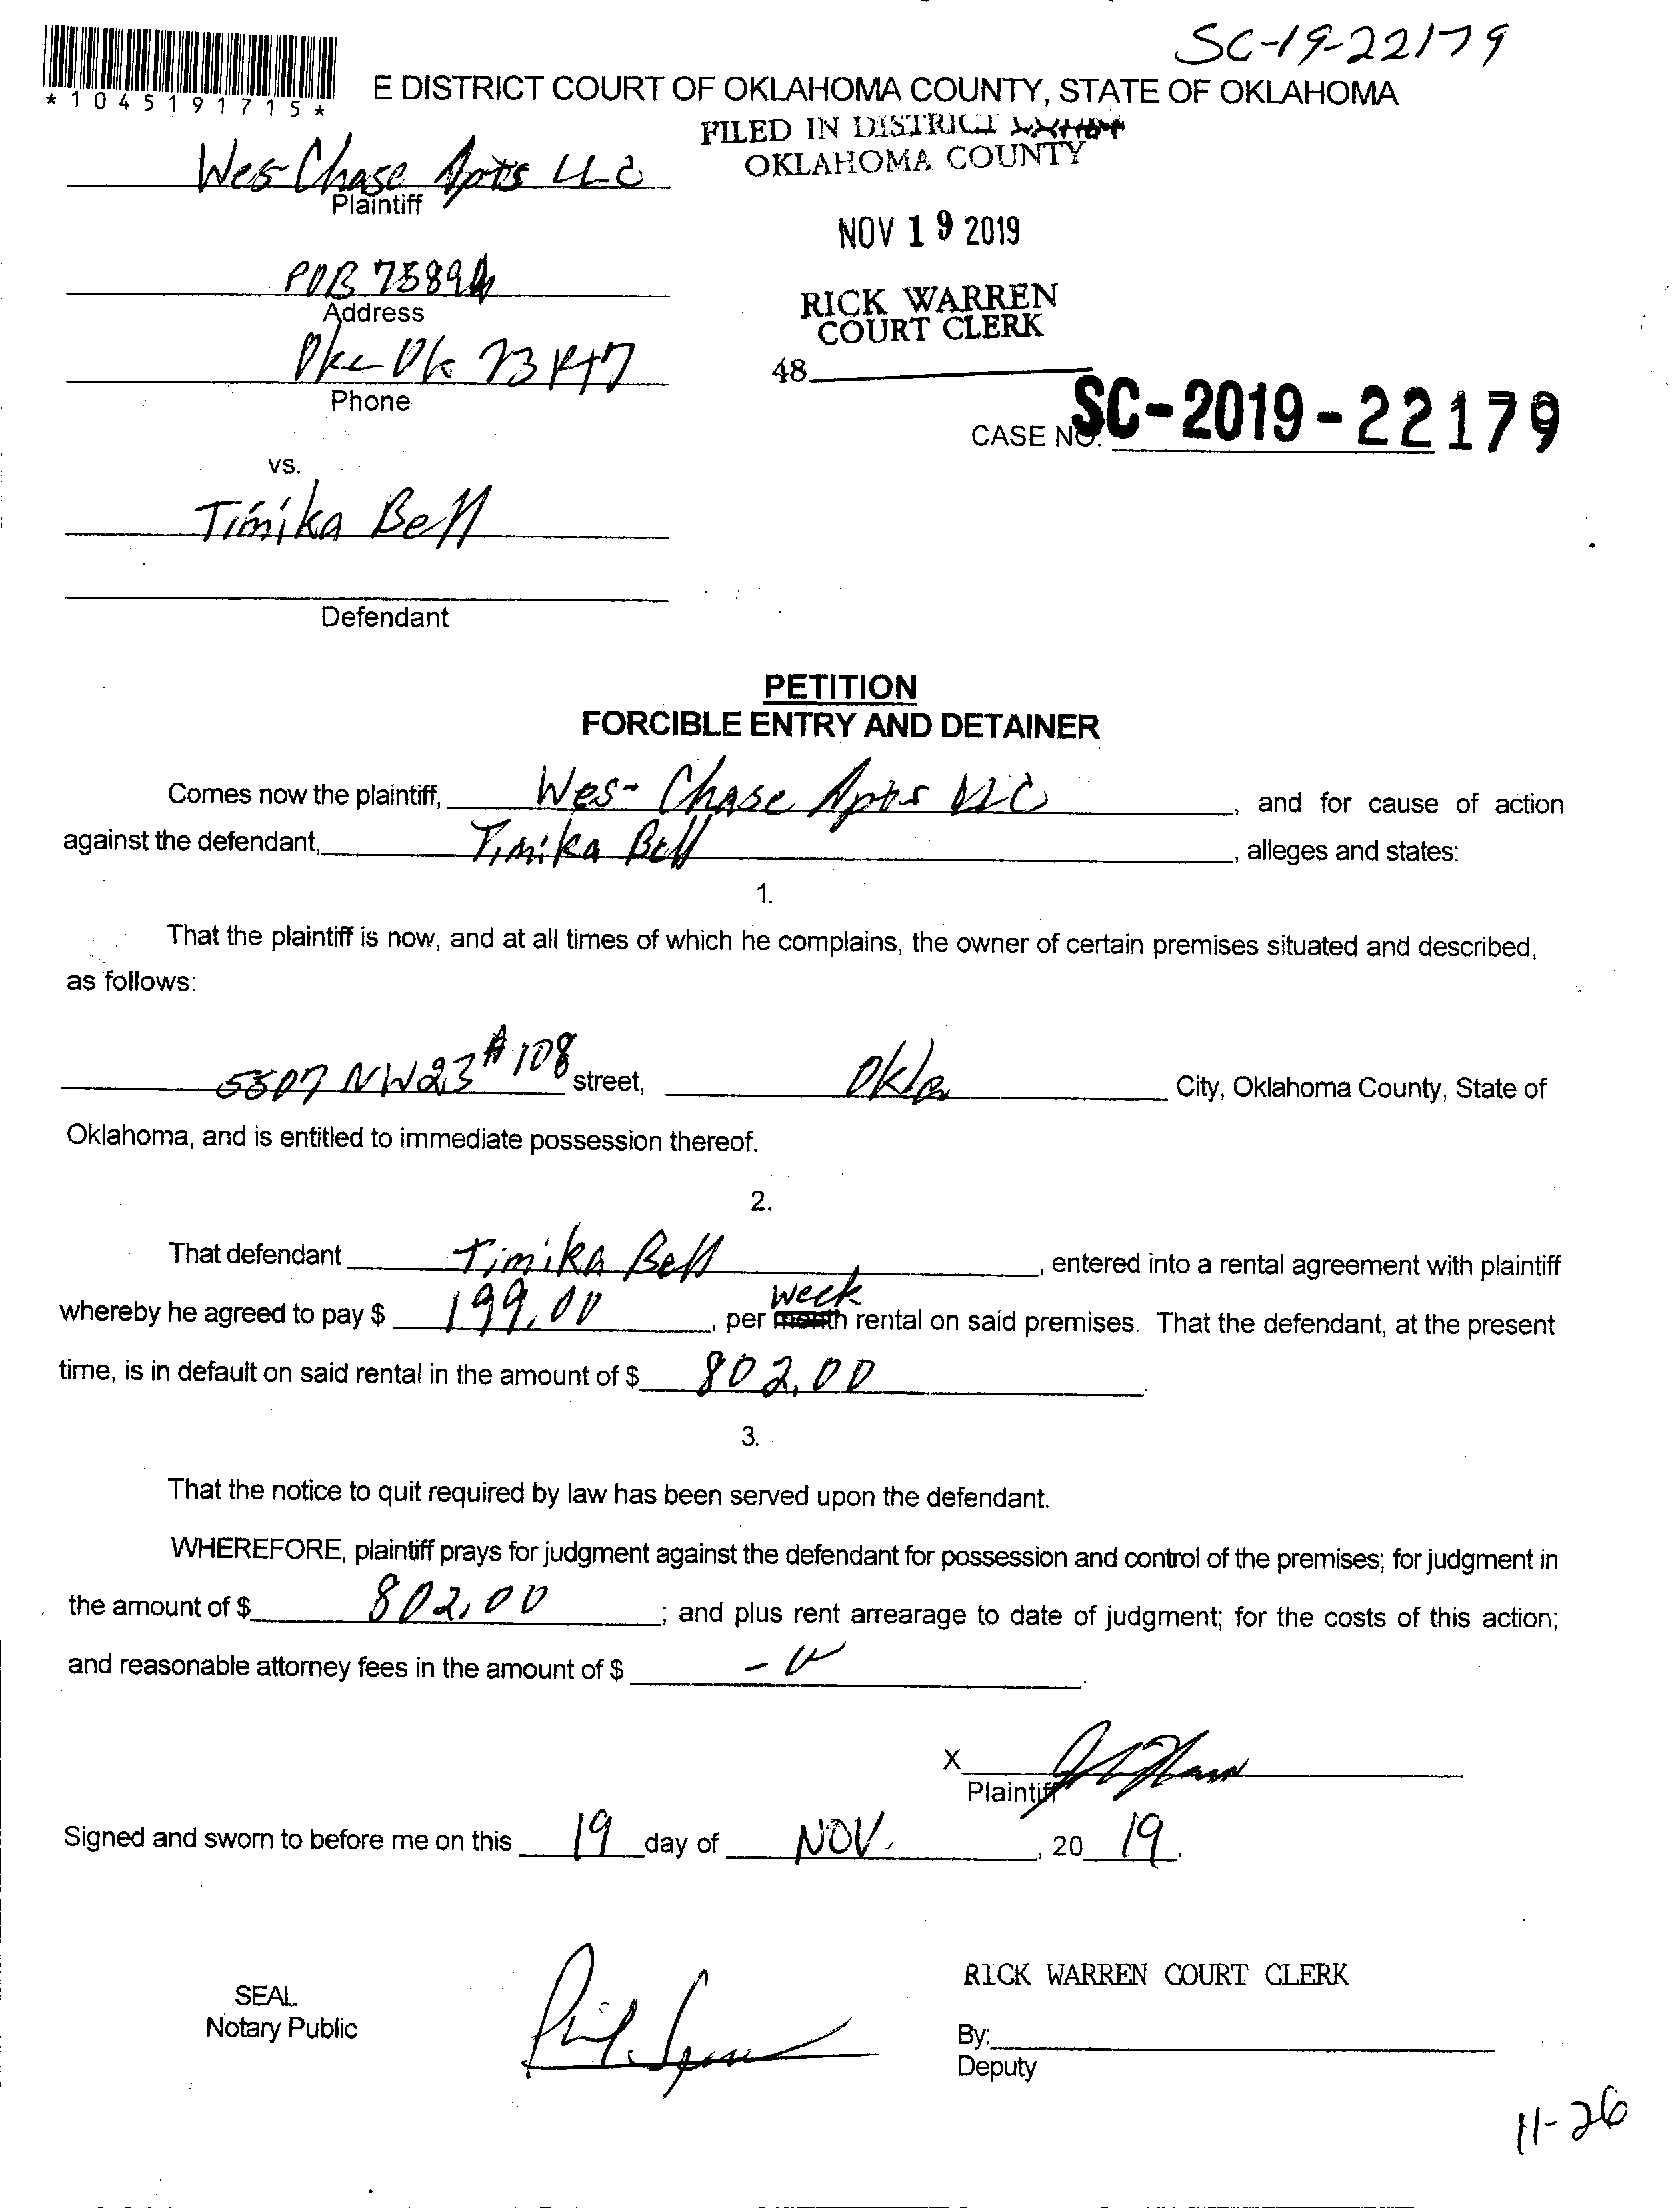 SC-19-22179
*1045191715*
E DISTRICT COURT OF OKLAHOMA COUNTY, STATE OF OKLAHOMA
FILED IN DISTRICT
OKLAHOMA COUNTY
Wes-Chase Apts LLC
Plaintiff
NOV 19 2019
POB 75894
Address
RICK WARREN
COURT CLERK
Okc Ok
Phone
48
CASE NO. SC-2019-22179
vs.
Timika Bell
Defendant
PETITION
FORCIBLE ENTRY AND DETAINER
Comes now the plaintiff, Wes-Chase Apts LLC, and for cause of action
against the defendant, Timika Bell, alleges and states:
1.
That the plaintiff is now, and at all times of which he complains, the owner of certain premises situated and described,
as follows:
5507 NW23 #108 street, Okla City, Oklahoma County, State of
Oklahoma, and is entitled to immediate possession thereof.
2.
That defendant Timika Bell, entered into a rental agreement with plaintiff
whereby he agreed to pay $ 199.00, per month week rental on said premises. That the defendant, at the present
time, is in default on said rental in the amount of $ 802.00
3.
That the notice to quit required by law has been served upon the defendant.
WHEREFORE, plaintiff prays for judgment against the defendant for possession and control of the premises; for judgment in
the amount of $ 802.00; and plus rent arrearage to date of judgment; for the costs of this action;
and reasonable attorney fees in the amount of $
X
Plaintiff
Signed and sworn to before me on this 19 day of NOV., 20 19.
RICK WARREN COURT CLERK
SEAL
Notary Public
By:
Deputy
11-26